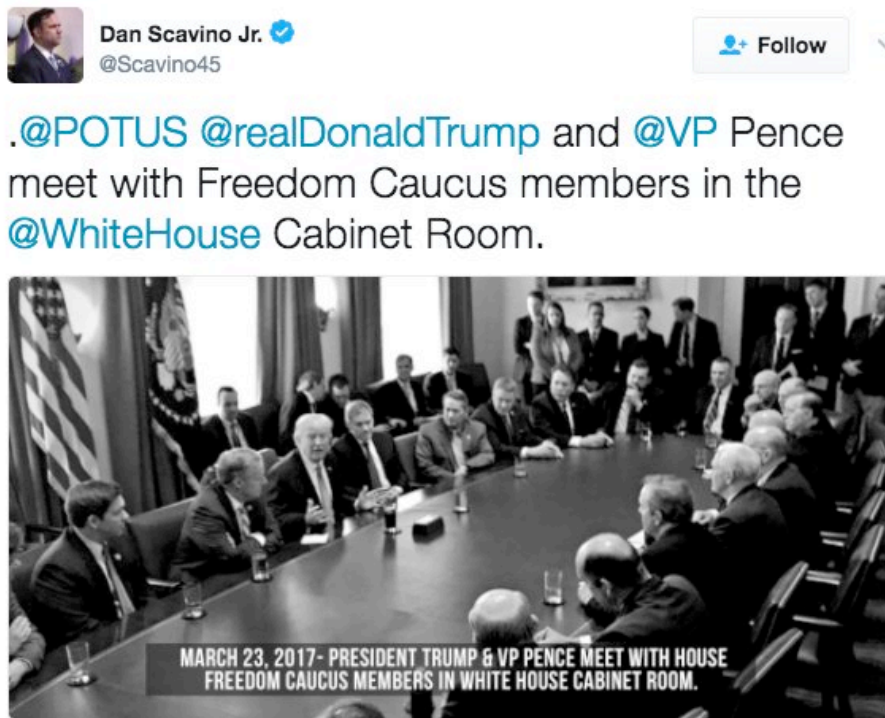 Dan Scavino Jr.
@Scavino45
Follow
.@POTUS @realDonaldTrump and @VP Pence
meet with Freedom Caucus members in the
@WhiteHouse Cabinet Room.
MARCH 23, 2017- PRESIDENT TRUMP & VP PENCE MEET WITH HOUSE
FREEDOM CAUCUS MEMBERS IN WHITE HOUSE CABINET ROOM.